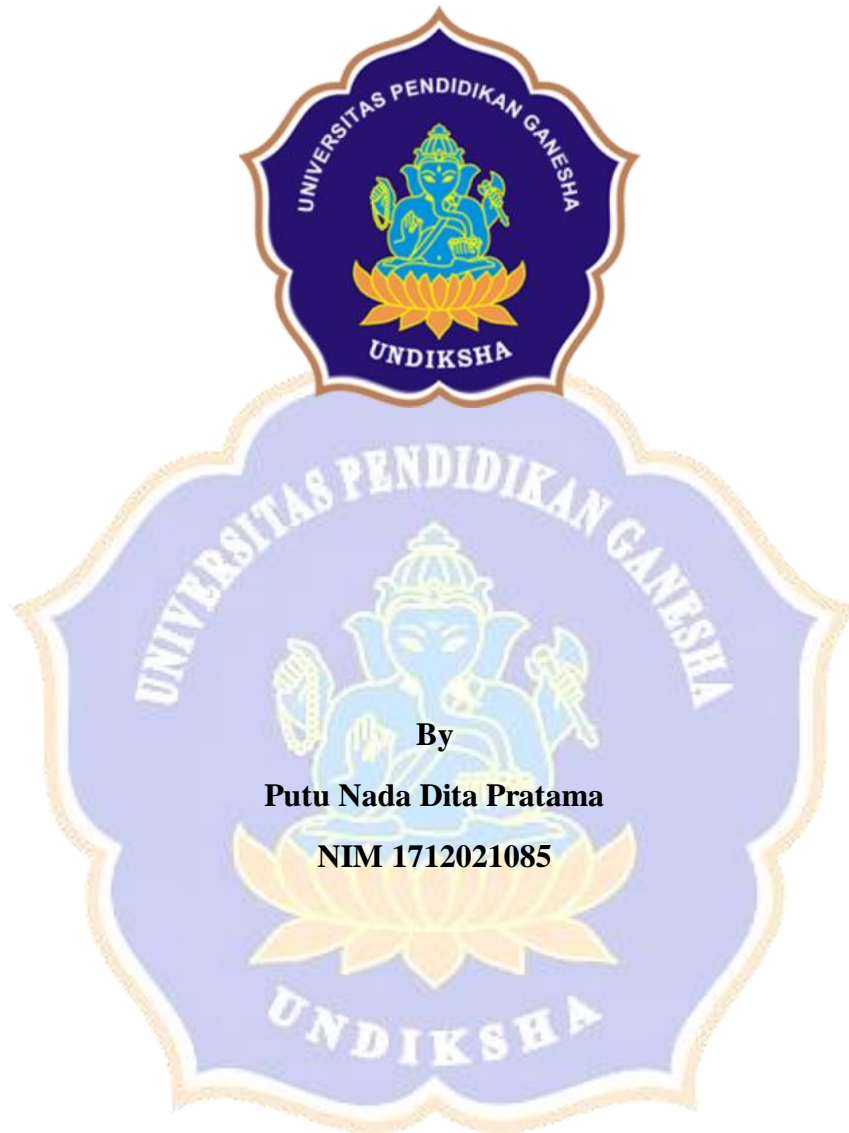 UNIVERSITAS PENDIDIKAN GANESHA
UNDIKSHA
UNIVERSITAS PENDIDIKAN GANESHA
By
Putu Nada Dita Pratama
NIM 1712021085
UNDIKSHA